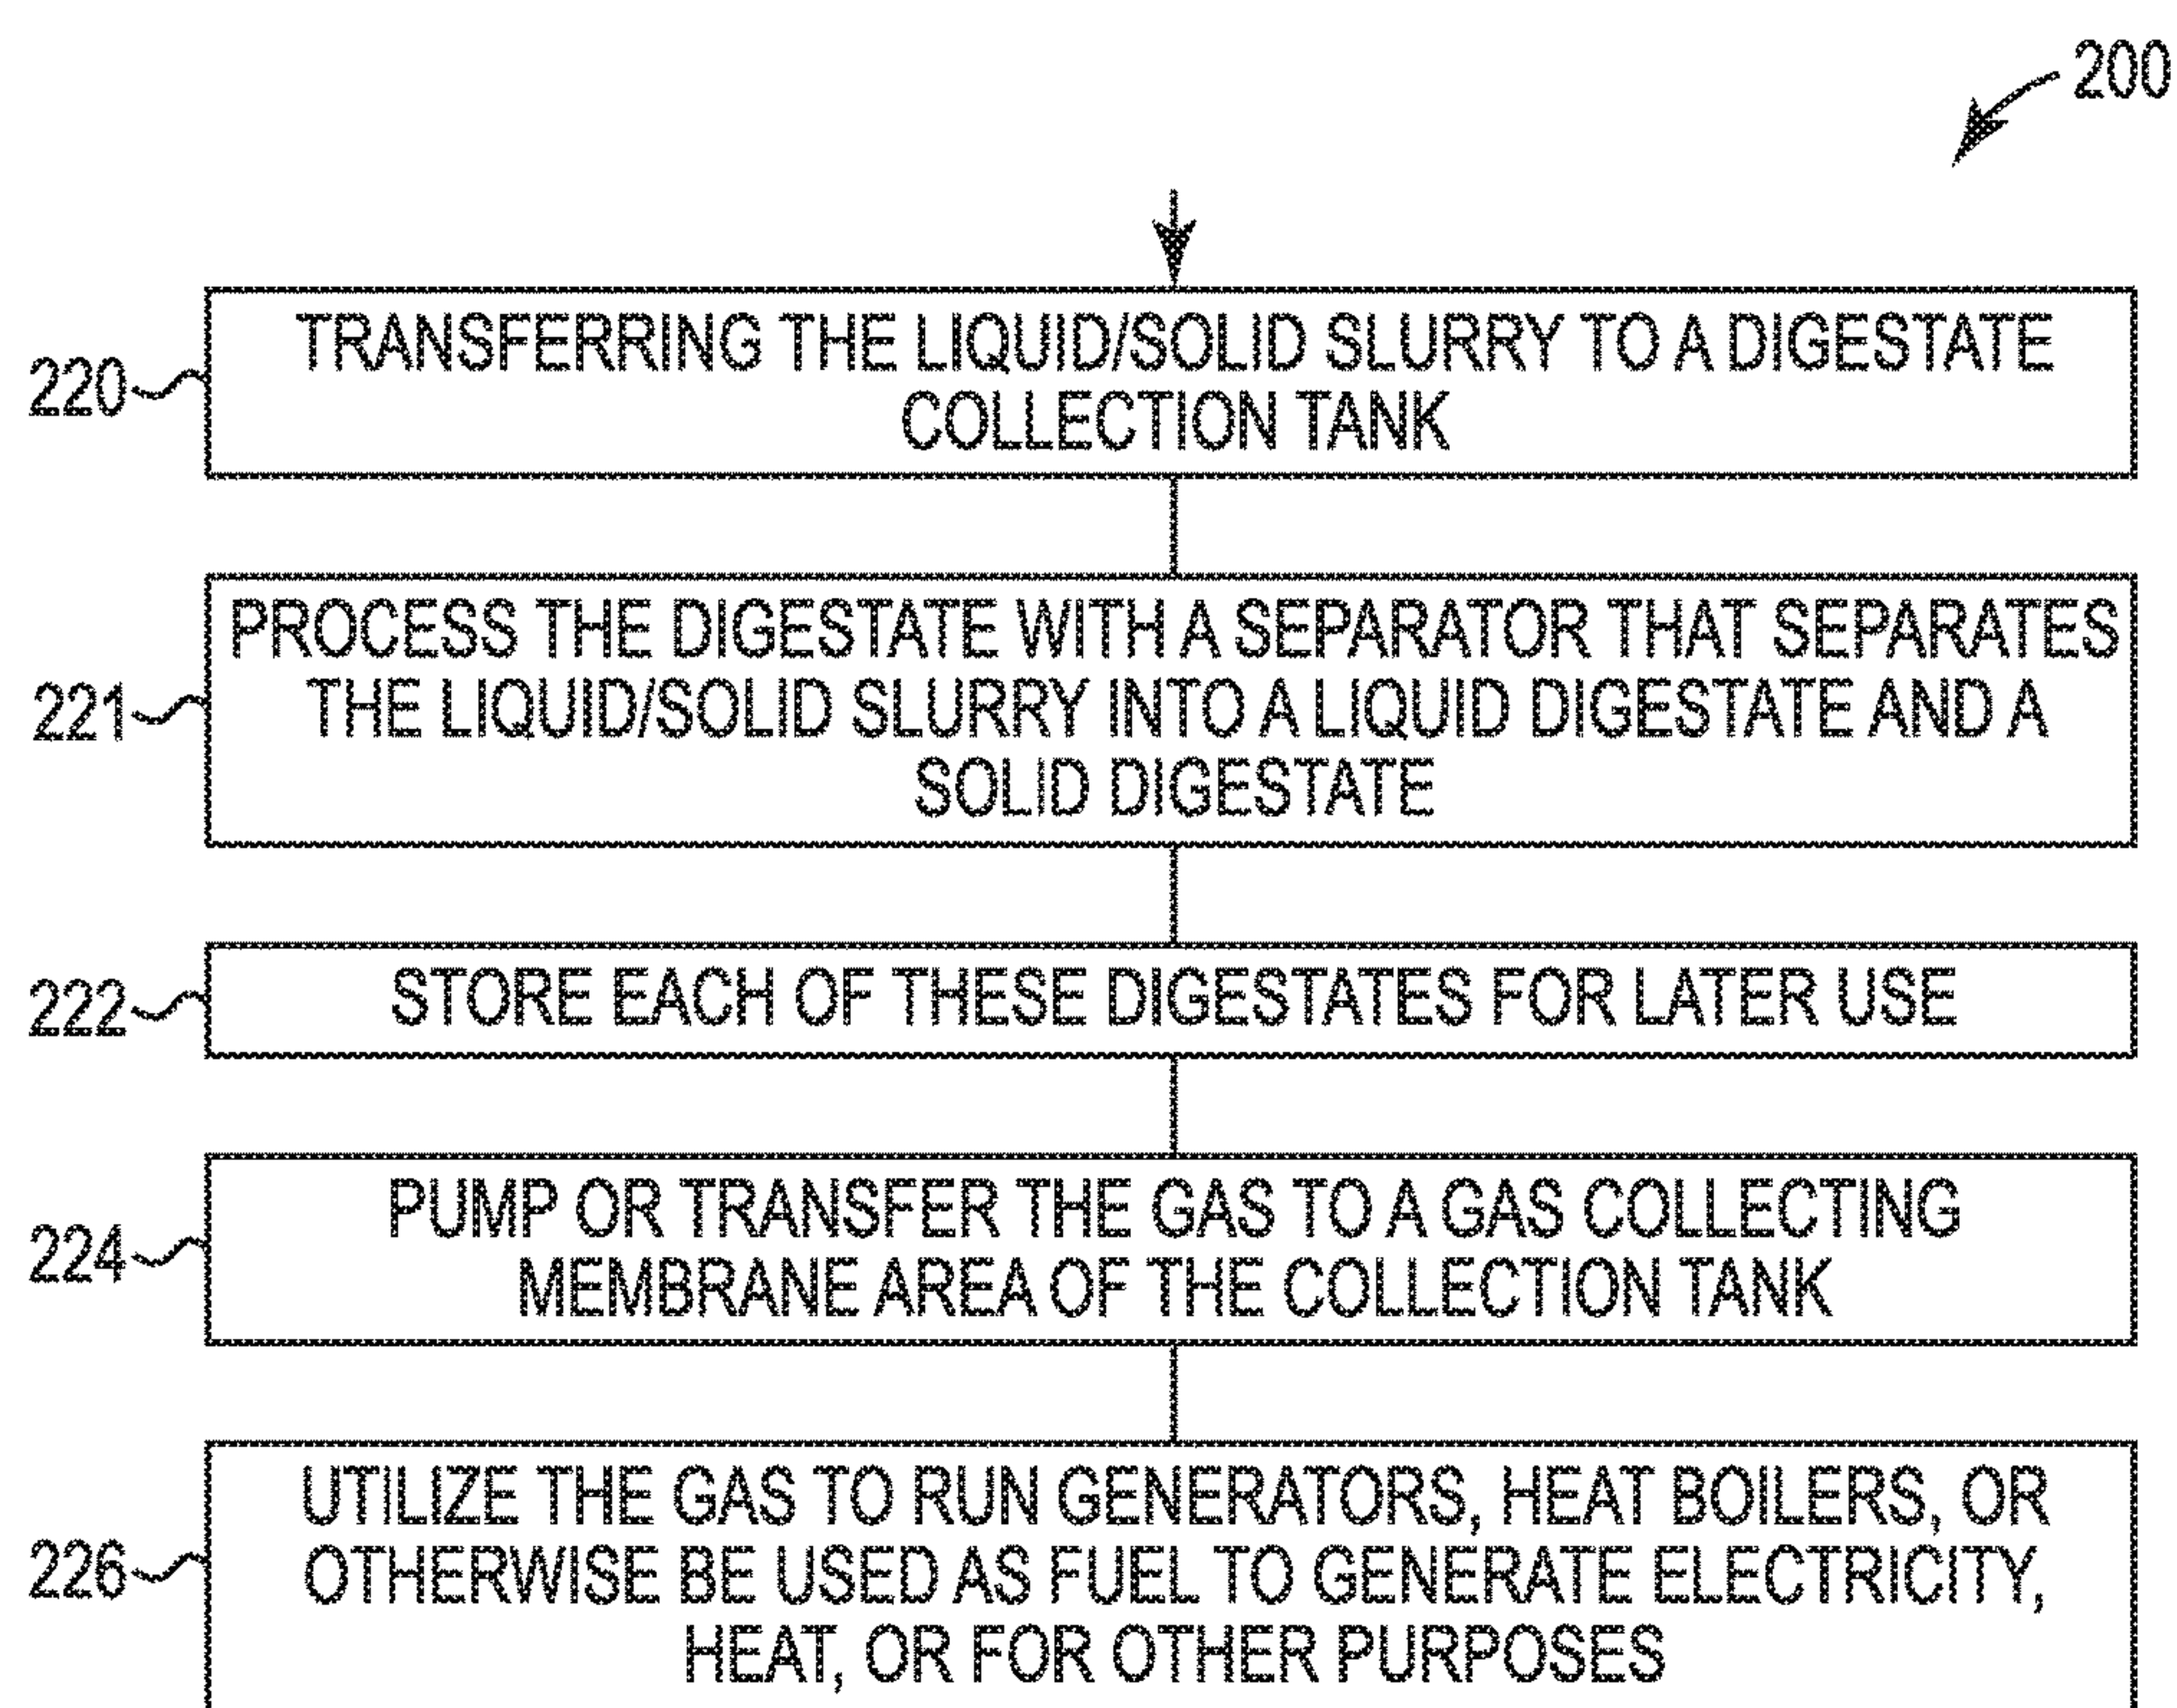 200
220
TRANSFERRING THE LIQUID/SOLID SLURRY TO A DIGESTATE
COLLECTION TANK
221
PROCESS THE DIGESTATE WITH A SEPARATOR THAT SEPARATES
THE LIQUID/SOLID SLURRY INTO A LIQUID DIGESTATE AND A
SOLID DIGESTATE
222
STORE EACH OF THESE DIGESTATES FOR LATER USE
224
PUMP OR TRANSFER THE GAS TO A GAS COLLECTING
MEMBRANE AREA OF THE COLLECTION TANK
226
UTILIZE THE GAS TO RUN GENERATORS, HEAT BOILERS, OR
OTHERWISE BE USED AS FUEL TO GENERATE ELECTRICITY,
HEAT, OR FOR OTHER PURPOSES